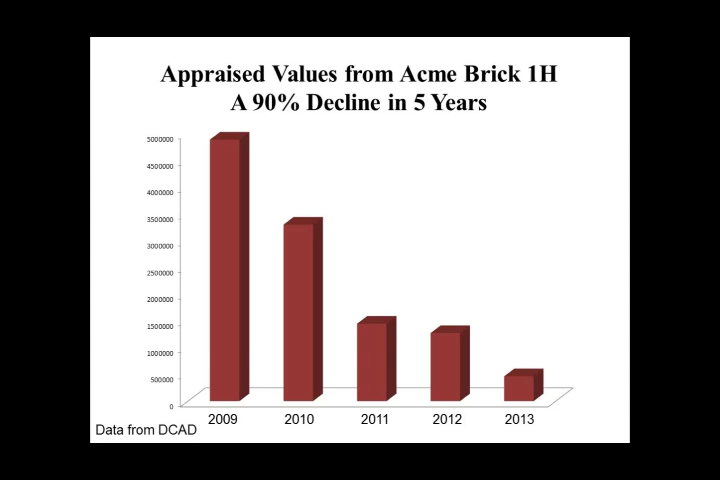 Appraised Values from Acme Brick 1H
A 90% Decline in 5 Years
5000000
4500000
4000000
3500000
3000000
2500000
2000000
1500000
1000000
500000
0
2009 2010 2011 2012 2013
Data from DCAD